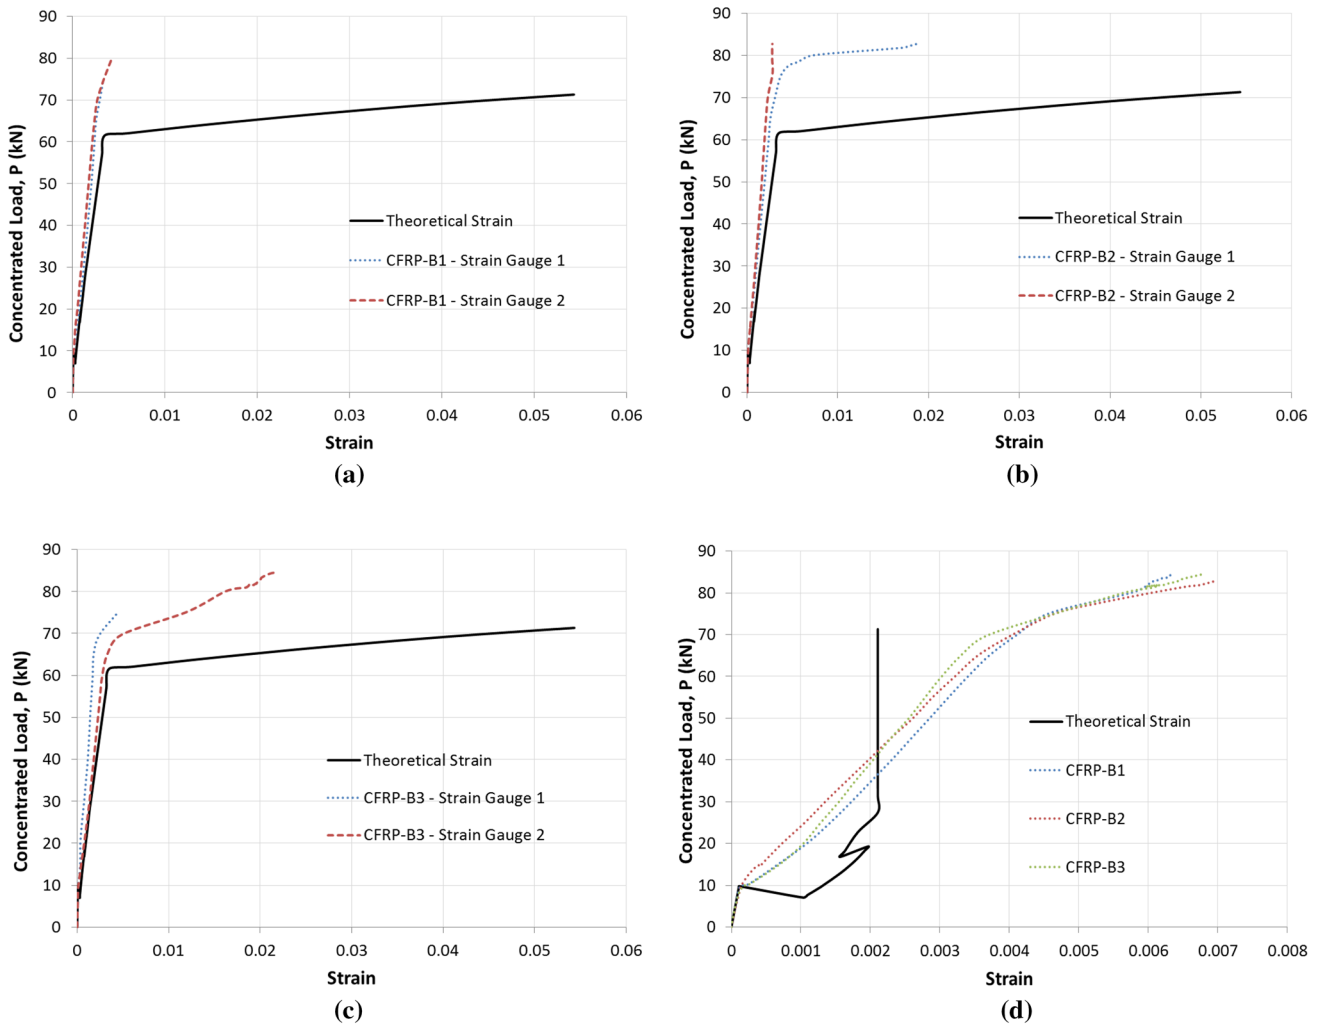 90
80
70
60
50
40
30
20
10
0
Concentrated Load, P (kN)
Theoretical Strain
CFRP-B1 - Strain Gauge 1
CFRP-B1 - Strain Gauge 2
0 0.01 0.02 0.03 0.04 0.05 0.06
Strain
(a)
90
80
70
60
50
40
30
20
10
0
Concentrated Load, P (kN)
Theoretical Strain
CFRP-B2 - Strain Gauge 1
CFRP-B2 - Strain Gauge 2
0 0.01 0.02 0.03 0.04 0.05 0.06
Strain
(b)
90
80
70
60
50
40
30
20
10
0
Concentrated Load, P (kN)
Theoretical Strain
CFRP-B3 - Strain Gauge 1
CFRP-B3 - Strain Gauge 2
0 0.01 0.02 0.03 0.04 0.05 0.06
Strain
(c)
90
80
70
60
50
40
30
20
10
0
Concentrated Load, P (kN)
Theoretical Strain
CFRP-B1
CFRP-B2
CFRP-B3
0 0.001 0.002 0.003 0.004 0.005 0.006 0.007 0.008
Strain
(d)